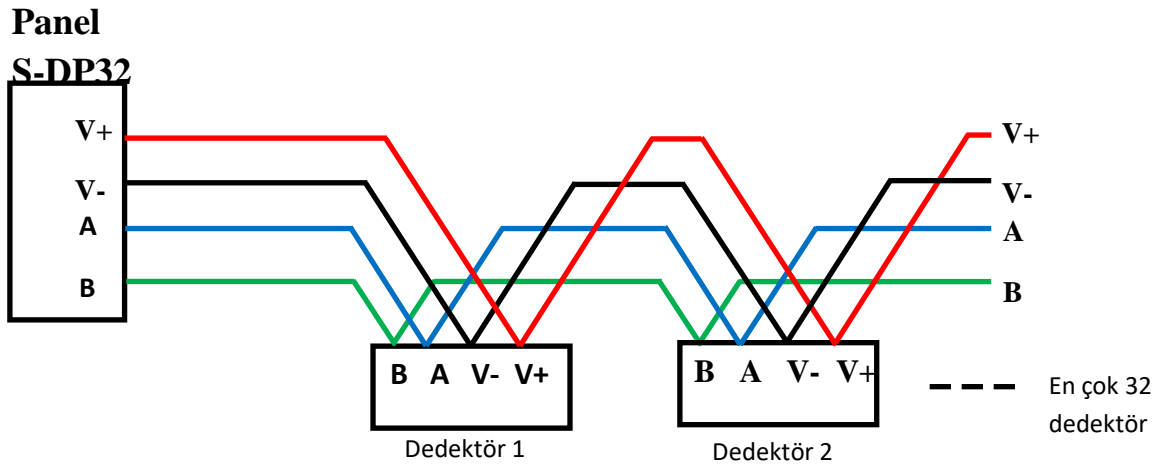 Panel
S-DP32
V+
V-
A
B
V+
V-
A
B
B A V- V+
Dedektör 1
B A V- V+
Dedektör 2
En çok 32
dedektör